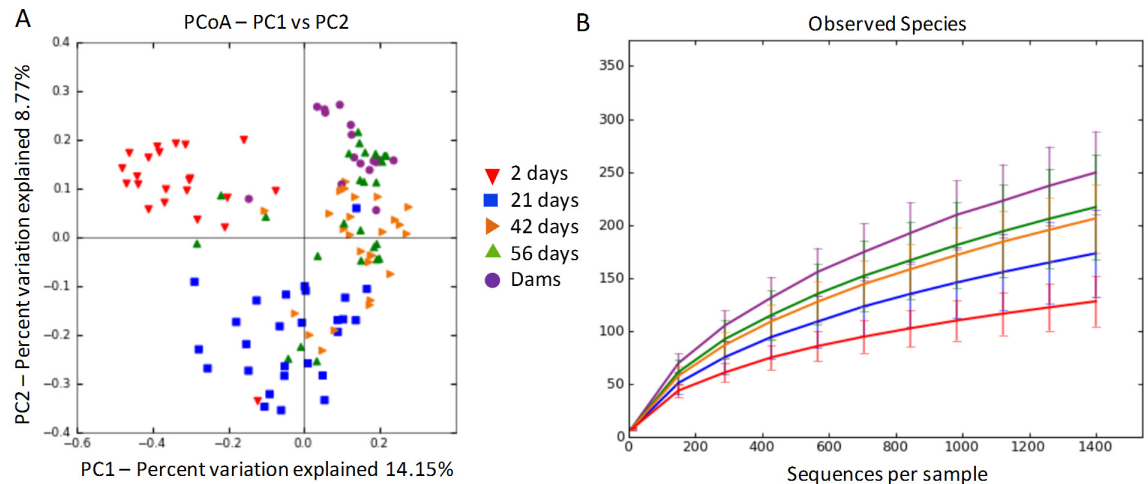 A
PCoA – PC1 vs PC2
PC2 – Percent variation explained 8.77%
0.4
0.3
0.2
0.1
0.0
−0.1
−0.2
−0.3
−0.4
−0.6
−0.4
−0.2
0.0
0.2
PC1 – Percent variation explained 14.15%
2 days
21 days
42 days
56 days
Dams
B
Observed Species
350
300
250
200
150
100
50
0
0
200
400
600
800
1000
1200
1400
Sequences per sample